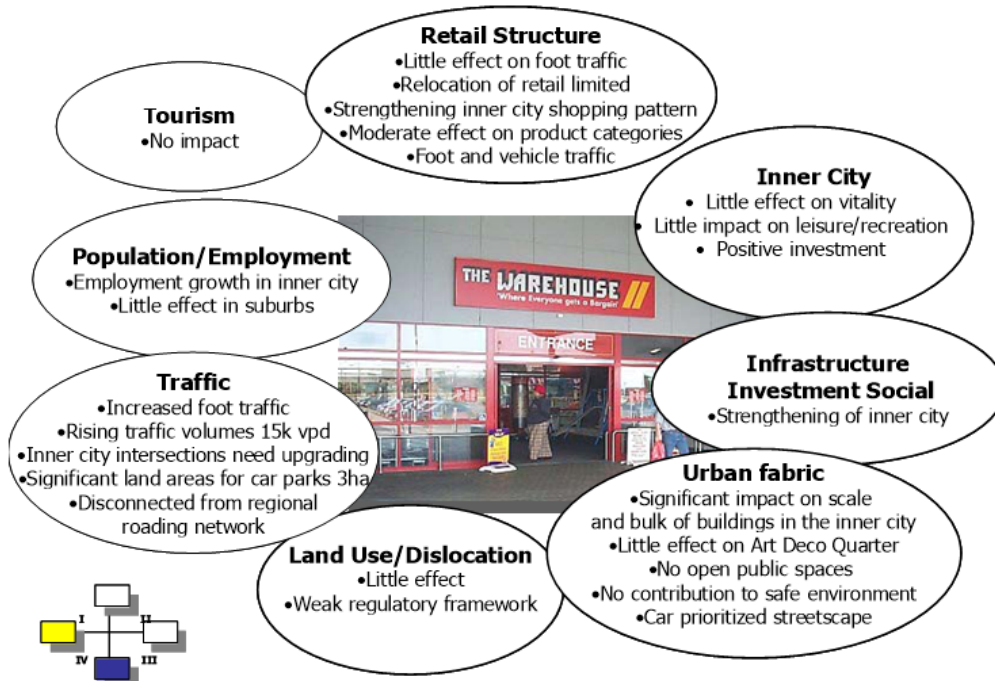 Retail Structure
•Little effect on foot traffic
•Relocation of retail limited
•Strengthening inner city shopping pattern
•Moderate effect on product categories
•Foot and vehicle traffic
Tourism
•No impact
Inner City
• Little effect on vitality
• Little impact on leisure/recreation
• Positive investment
Population/Employment
•Employment growth in inner city
•Little effect in suburbs
THE WAREHOUSE
'Where Everyone gets a Bargain'
ENTRANCE
Infrastructure
Investment Social
•Strengthening of inner city
Traffic
•Increased foot traffic
•Rising traffic volumes 15k vpd
•Inner city intersections need upgrading
•Significant land areas for car parks 3ha
•Disconnected from regional
roading network
Urban fabric
•Significant impact on scale
and bulk of buildings in the inner city
•Little effect on Art Deco Quarter
•No open public spaces
•No contribution to safe environment
•Car prioritized streetscape
Land Use/Dislocation
•Little effect
•Weak regulatory framework
I
II
IV
III